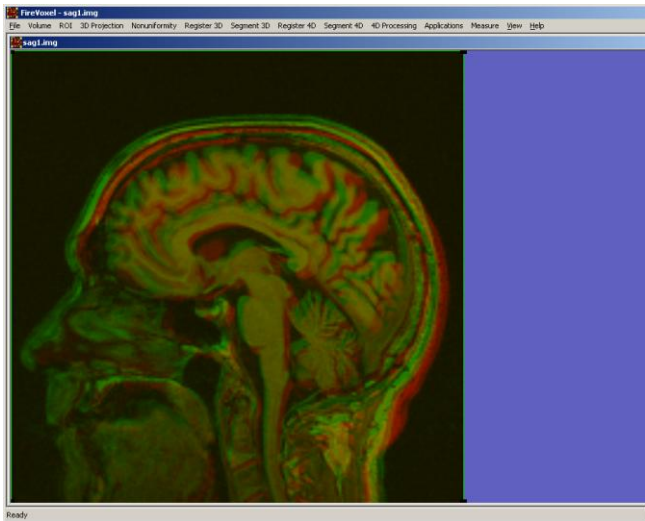 FireVoxel - sag1.img
File Volume ROI 3D Projection Nonuniformity Register 3D Segment 3D Register 4D Segment 4D 4D Processing Applications Measure View Help
sag1.img
Ready